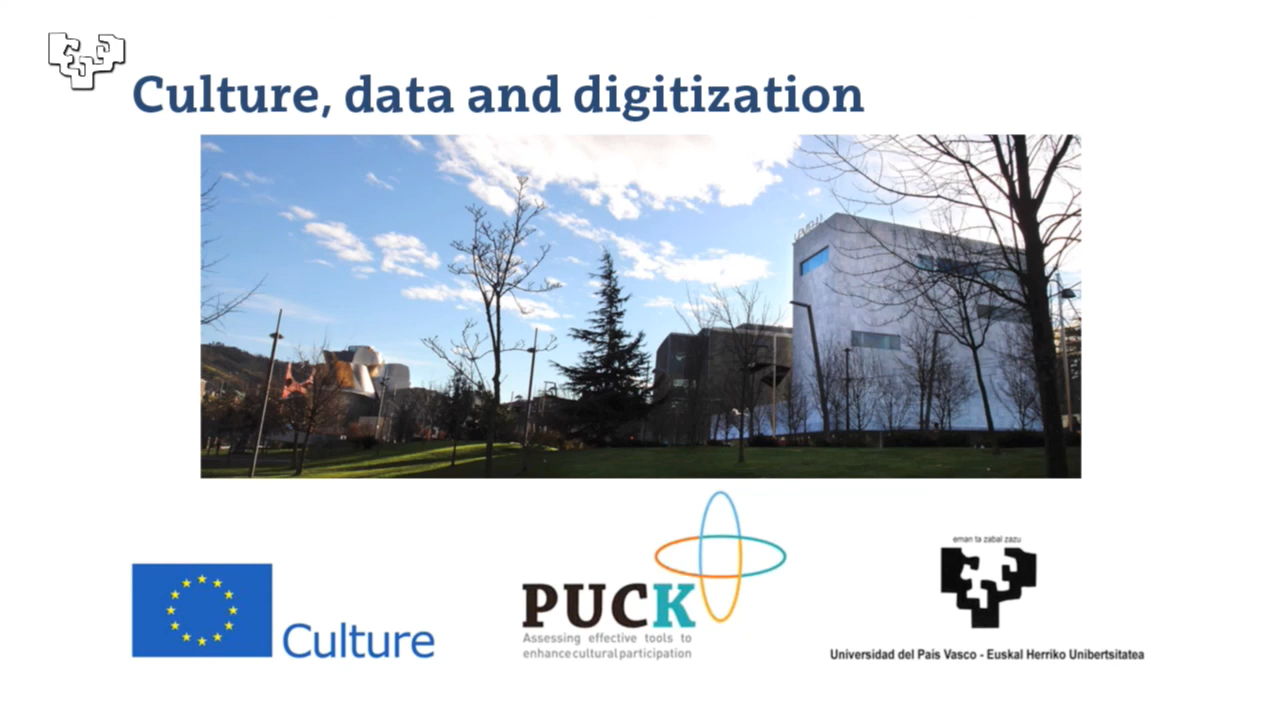 Culture, data and digitization
Culture
PUCK
Assessing effective tools to
enhance cultural participation
eman ta zabal zazu
Universidad del País Vasco - Euskal Herriko Unibertsitatea